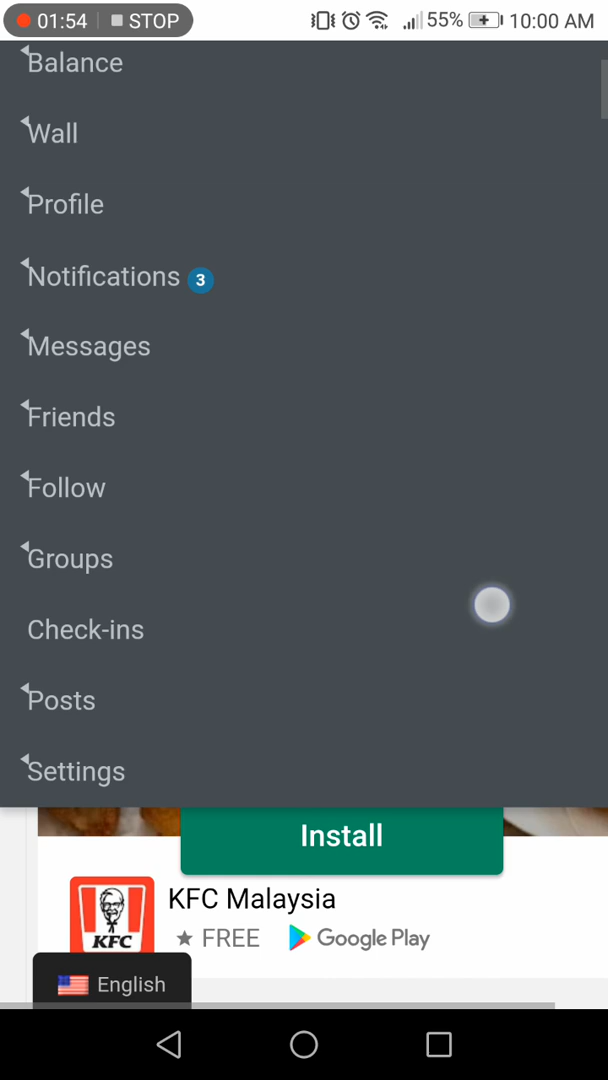 01:54 STOP 55% 10:00 AM
Balance
Wall
Profile
Notifications 3
Messages
Friends
Follow
Groups
Check-ins
Posts
Settings
Install
KFC Malaysia
KFC
FREE Google Play
English